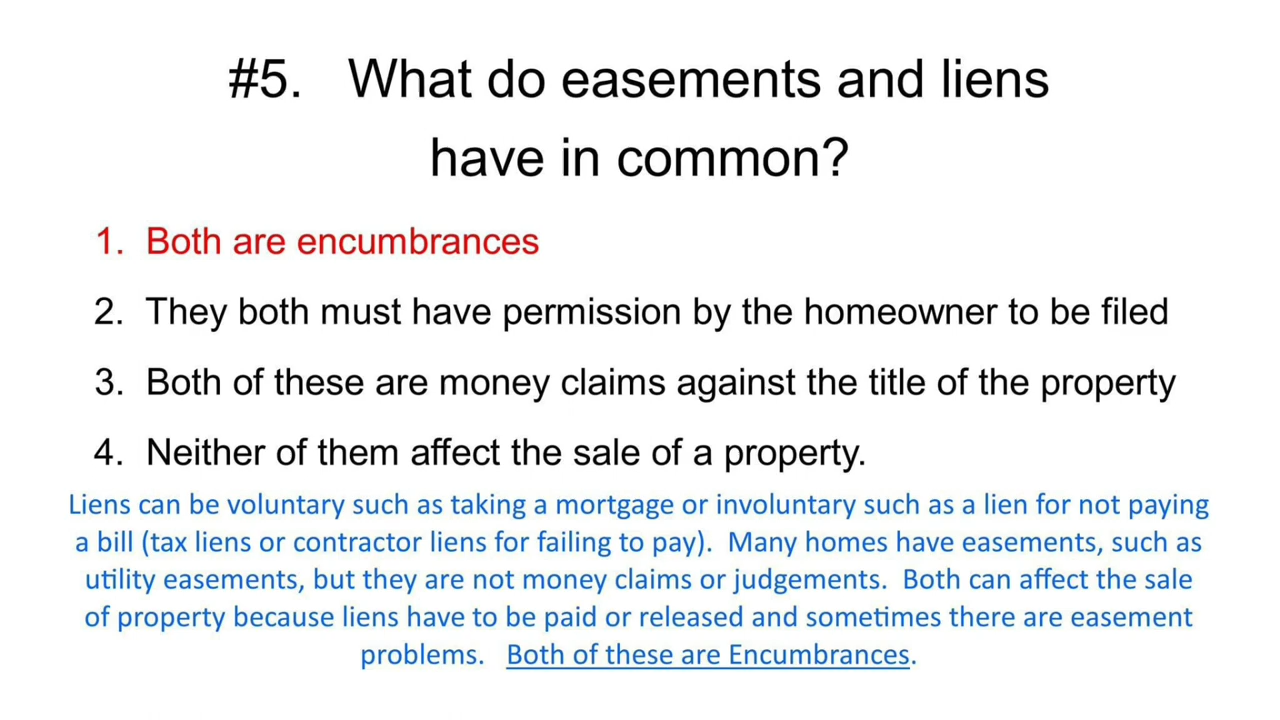 #5. What do easements and liens
have in common?
1. Both are encumbrances
2. They both must have permission by the homeowner to be filed
3. Both of these are money claims against the title of the property
4. Neither of them affect the sale of a property.
Liens can be voluntary such as taking a mortgage or involuntary such as a lien for not paying
a bill (tax liens or contractor liens for failing to pay). Many homes have easements, such as
utility easements, but they are not money claims or judgements. Both can affect the sale
of property because liens have to be paid or released and sometimes there are easement
problems. Both of these are Encumbrances.